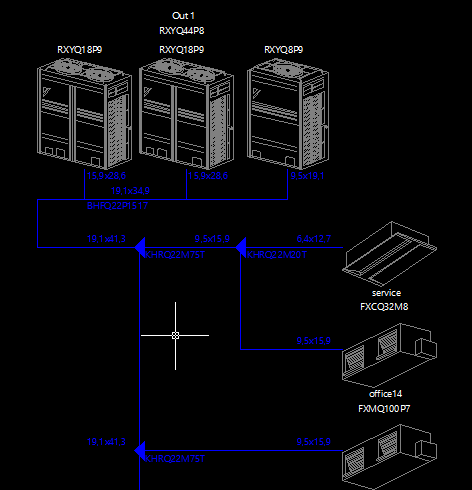 Out 1
RXYQ44P8
RXYQ18P9 RXYQ18P9 RXYQ8P9
15,9x28,6 15,9x28,6 9,5x19,1
19,1x34,9
BHFQ22P1517
19,1x41,3 9,5x15,9 6,4x12,7
KHRQ22M75T KHRQ22M20T
service
FXCQ32M8
9,5x15,9
office14
FXMQ100P7
19,1x41,3 9,5x15,9
KHRQ22M75T